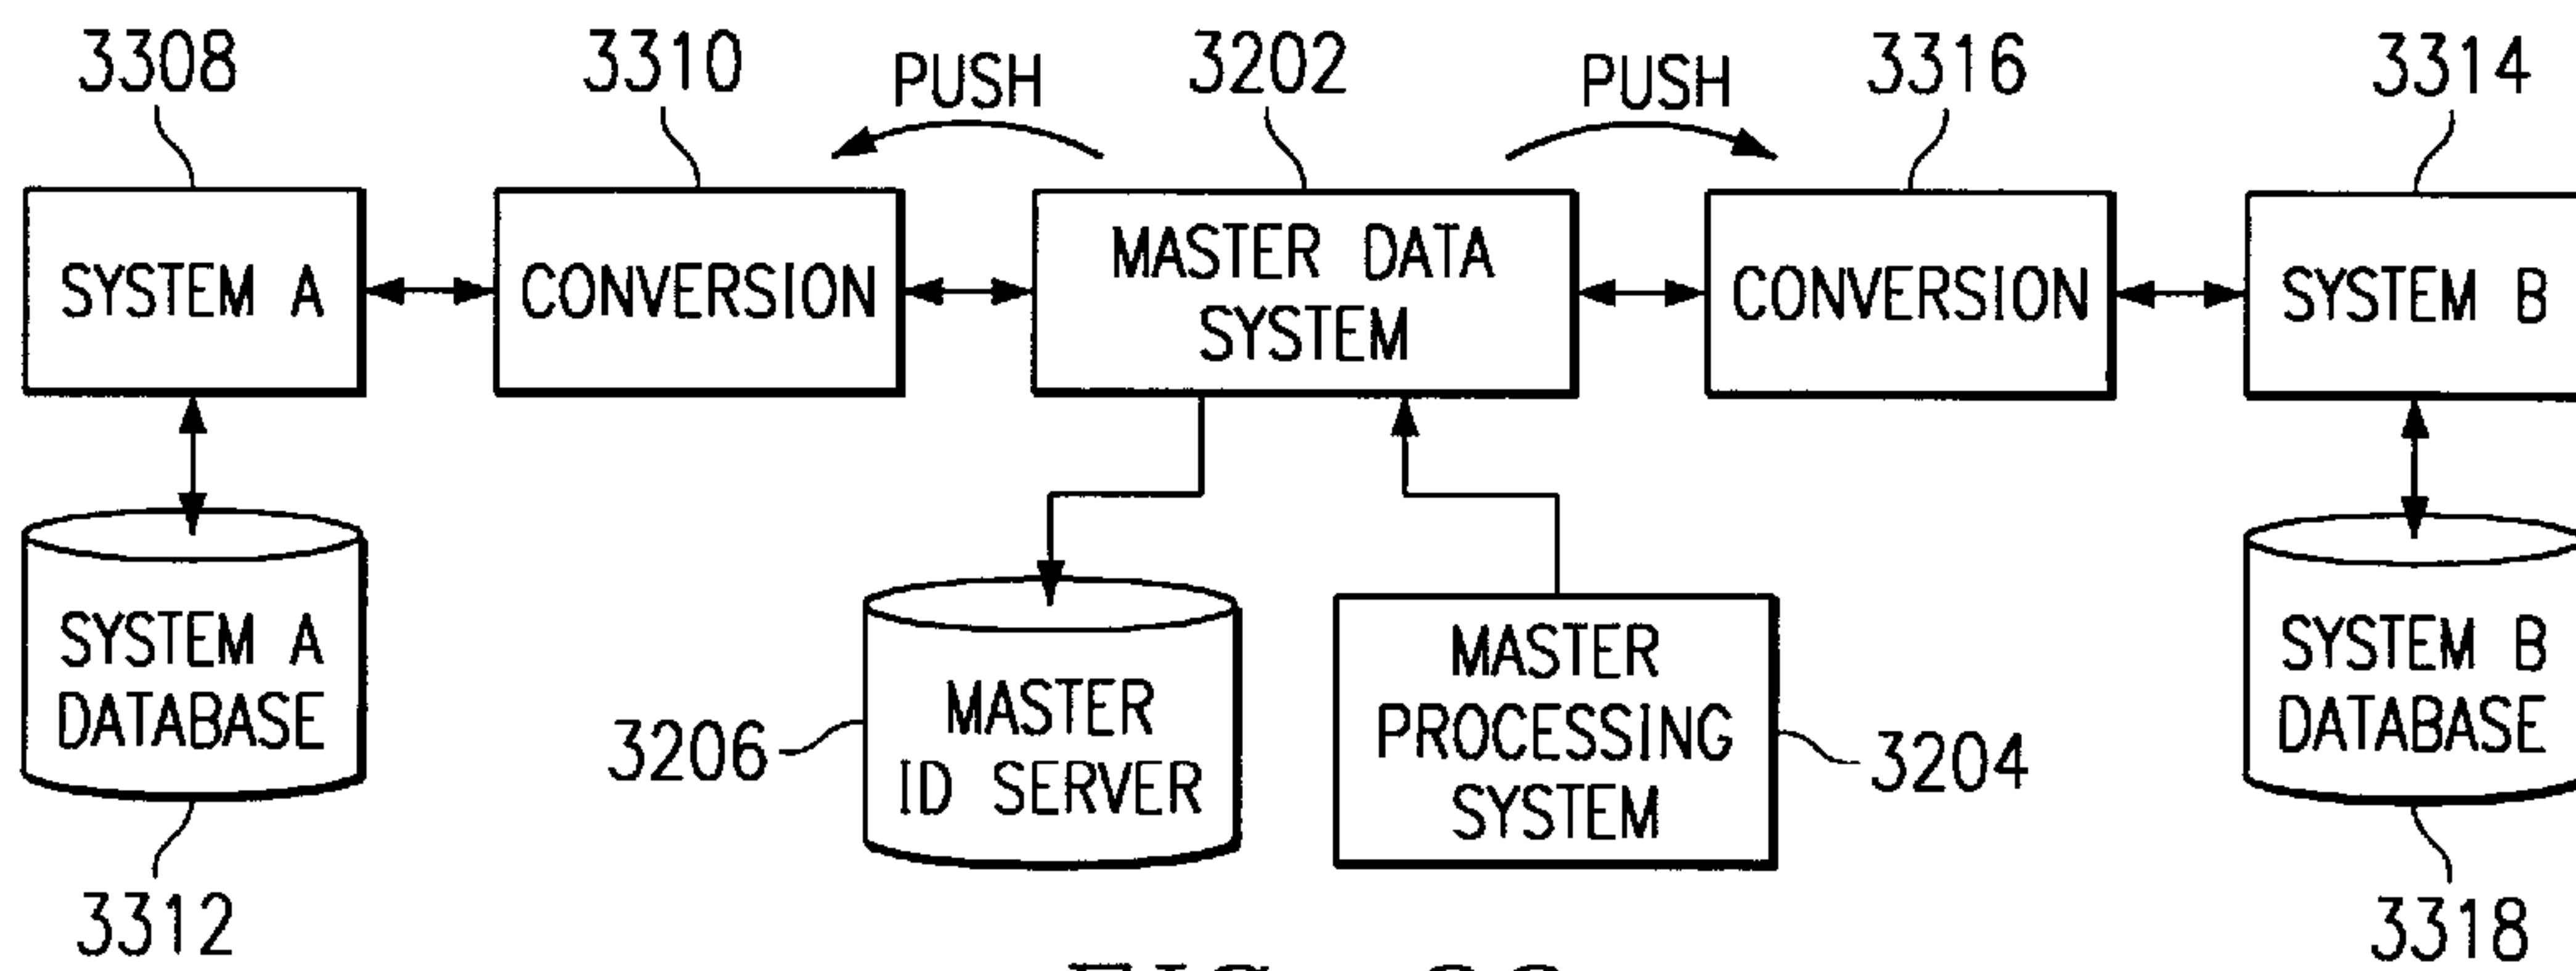 3308
3310
PUSH
3202
PUSH
3316
3314
SYSTEM A
CONVERSION
MASTER DATA
SYSTEM
CONVERSION
SYSTEM B
SYSTEM A
DATABASE
3206
MASTER
ID SERVER
MASTER
PROCESSING
SYSTEM
3204
SYSTEM B
DATABASE
3312
3318